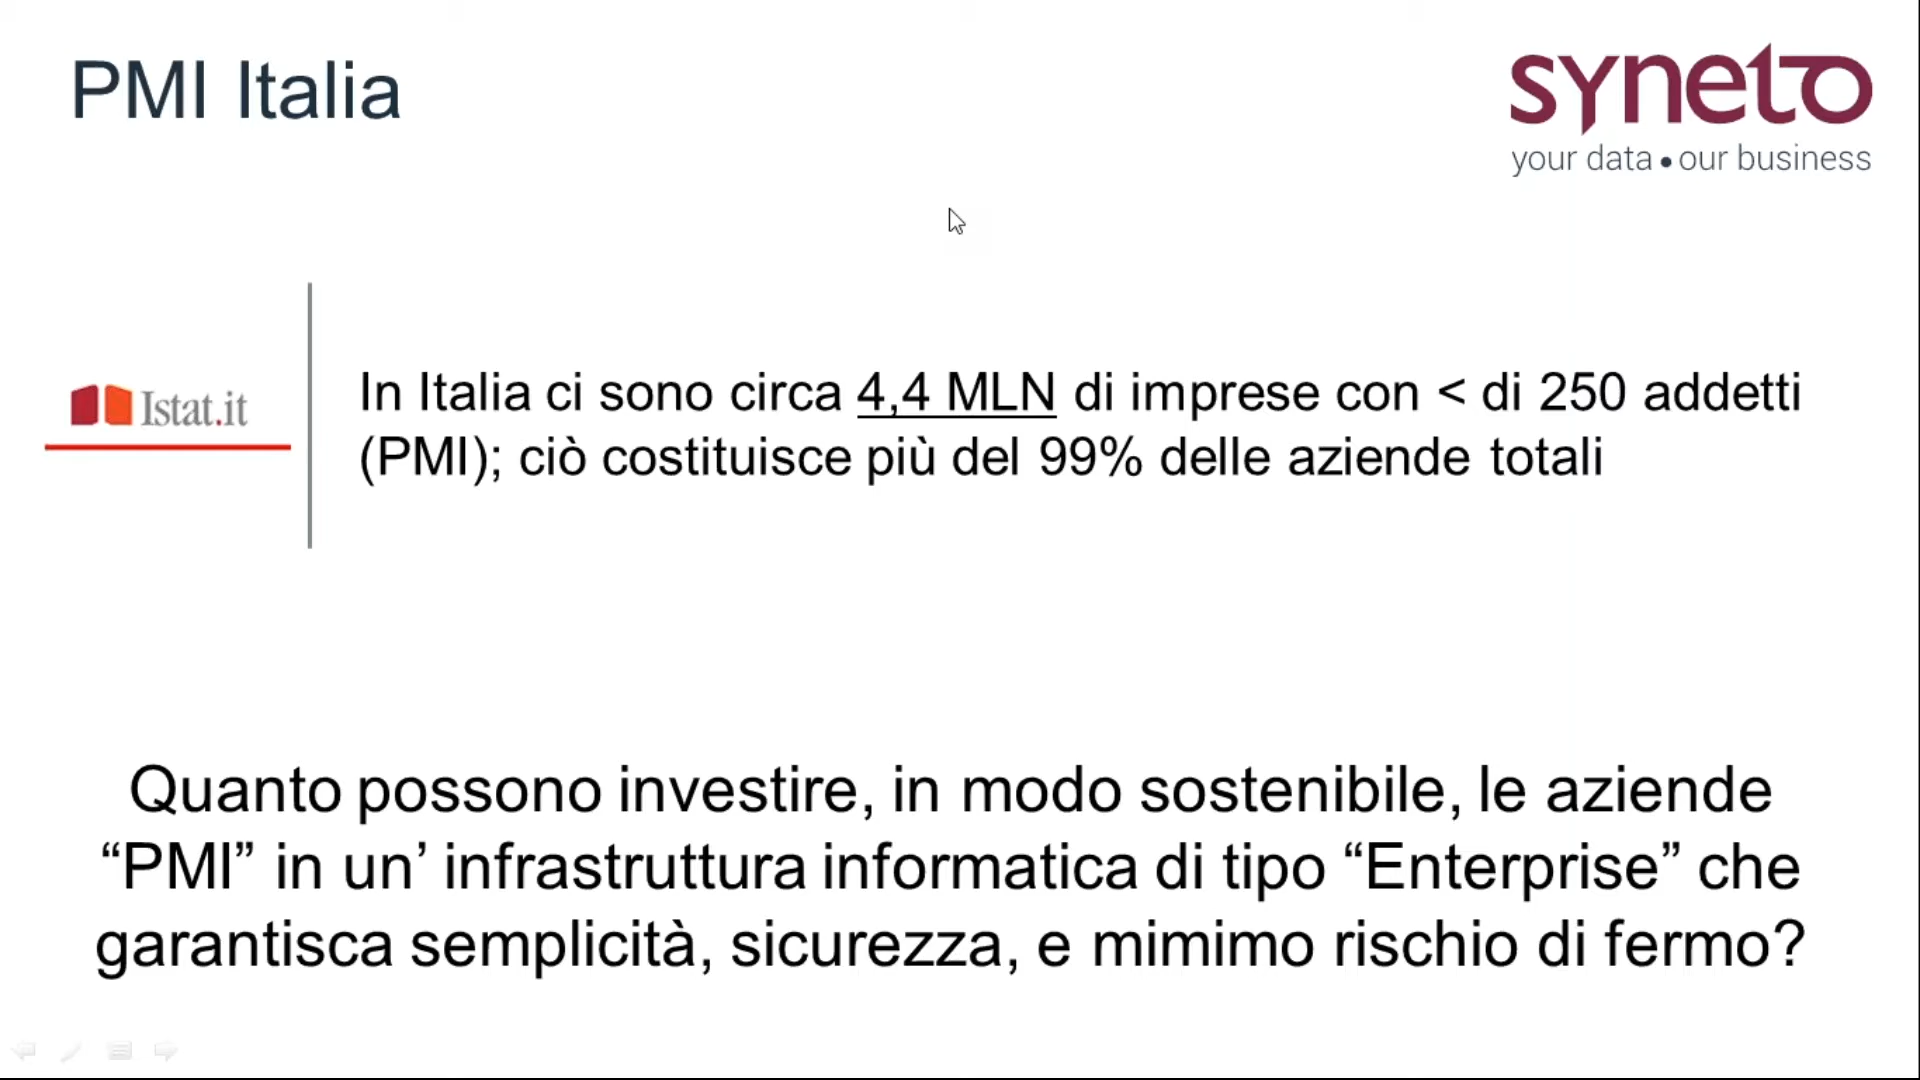 PMI Italia
syneto
your data • our business
Istat.it
In Italia ci sono circa 4,4 MLN di imprese con < di 250 addetti
(PMI); ciò costituisce più del 99% delle aziende totali
Quanto possono investire, in modo sostenibile, le aziende
“PMI” in un’ infrastruttura informatica di tipo “Enterprise” che
garantisca semplicità, sicurezza, e mimimo rischio di fermo?